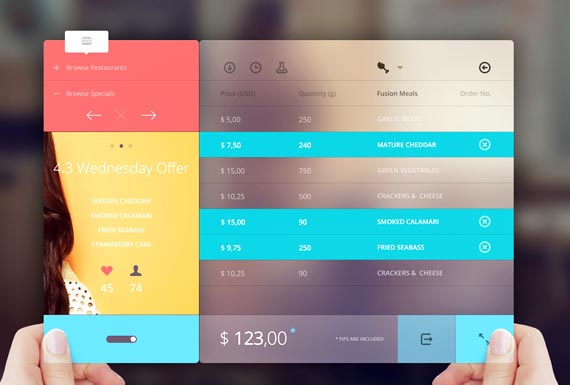 Browse Restaurants
Browse Specials
4.3 Wednesday Offer
MATURE CHEDDAR
SMOKED CALAMARI
FRIED SEABASS
STRAWBERRY CAKE
45 74
Price (USD) Quantity (g) Fusion Meals Order No.
$ 5,00 250 GARLIC BREAD
$ 7,50 240 MATURE CHEDDAR
$ 15,00 750 GREEN VEGETABLES
$ 10,25 500 CRACKERS & CHEESE
$ 15,00 90 SMOKED CALAMARI
$ 9,75 250 FRIED SEABASS
$ 10,25 90 CRACKERS & CHEESE
$ 123,00 * * TIPS ARE INCLUDED